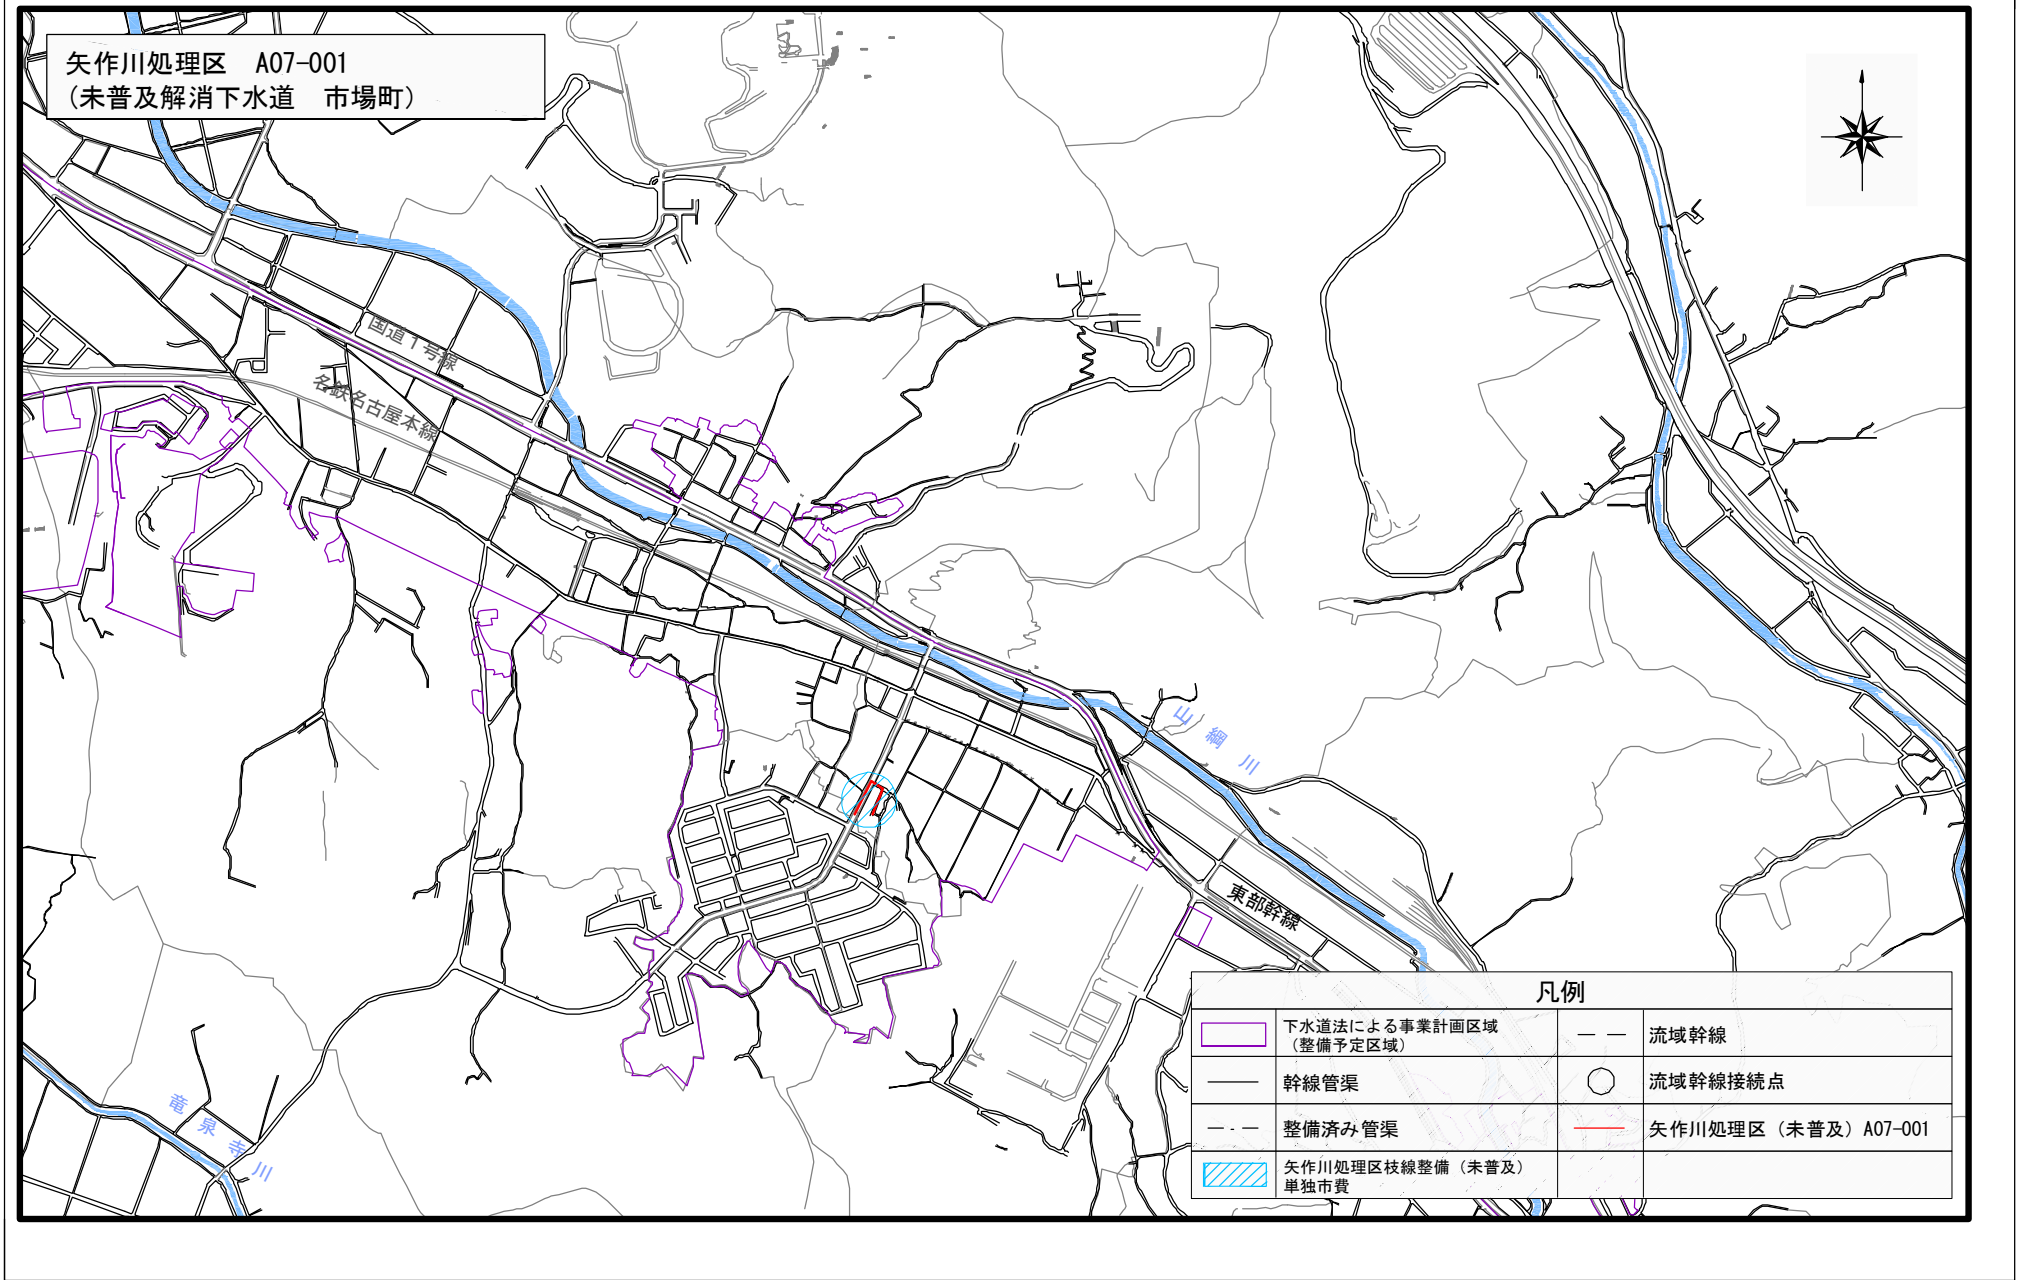 矢作川処理区　A07-001
(未普及解消下水道　市場町)
国道1号線
名鉄名古屋本線
山綱川
東部幹線
竜泉寺川
凡例
下水道法による事業計画区域
(整備予定区域)
流域幹線
幹線管渠
流域幹線接続点
整備済み管渠
矢作川処理区（未普及）A07-001
矢作川処理区枝線整備（未普及）
単独市費